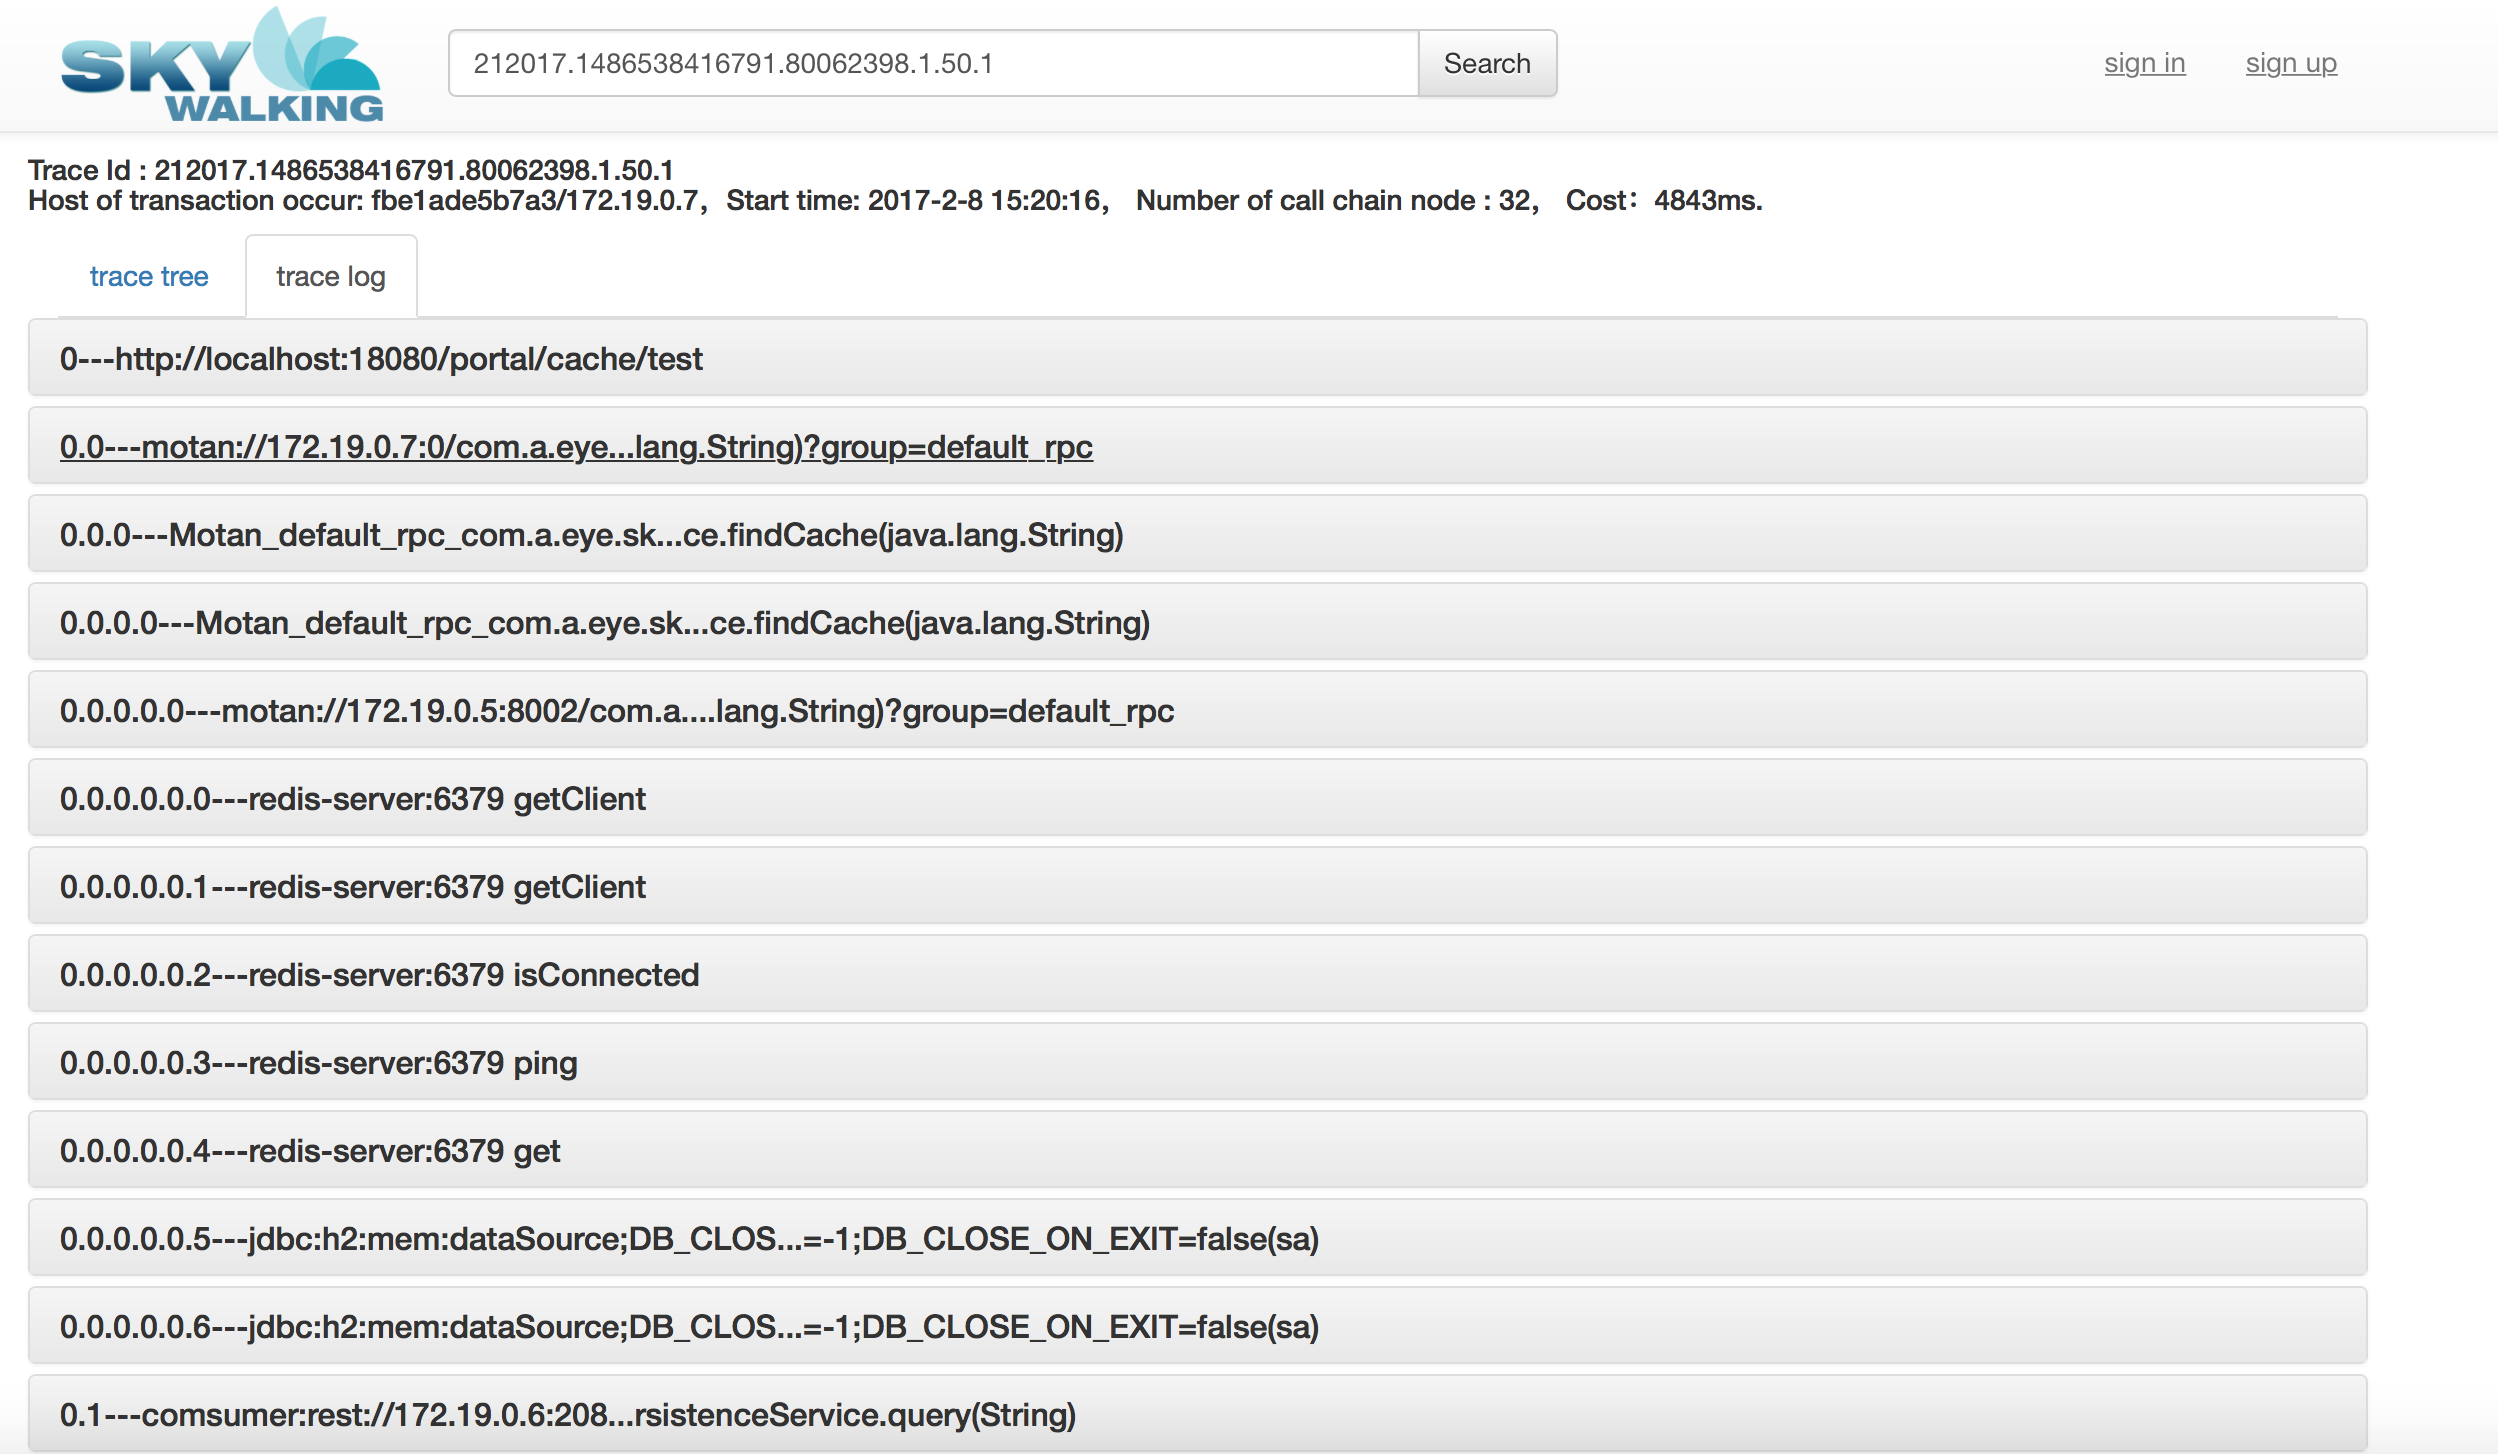 SKY WALKING
212017.1486538416791.80062398.1.50.1 Search sign in sign up
Trace Id : 212017.1486538416791.80062398.1.50.1
Host of transaction occur: fbe1ade5b7a3/172.19.0.7, Start time: 2017-2-8 15:20:16, Number of call chain node : 32, Cost: 4843ms.
trace tree trace log
0---http://localhost:18080/portal/cache/test
0.0---motan://172.19.0.7:0/com.a.eye...lang.String)?group=default_rpc
0.0.0---Motan_default_rpc_com.a.eye.sk...ce.findCache(java.lang.String)
0.0.0.0---Motan_default_rpc_com.a.eye.sk...ce.findCache(java.lang.String)
0.0.0.0.0---motan://172.19.0.5:8002/com.a....lang.String)?group=default_rpc
0.0.0.0.0.0---redis-server:6379 getClient
0.0.0.0.0.1---redis-server:6379 getClient
0.0.0.0.0.2---redis-server:6379 isConnected
0.0.0.0.0.3---redis-server:6379 ping
0.0.0.0.0.4---redis-server:6379 get
0.0.0.0.0.5---jdbc:h2:mem:dataSource;DB_CLOS...=-1;DB_CLOSE_ON_EXIT=false(sa)
0.0.0.0.0.6---jdbc:h2:mem:dataSource;DB_CLOS...=-1;DB_CLOSE_ON_EXIT=false(sa)
0.1---comsumer:rest://172.19.0.6:208...rsistenceService.query(String)